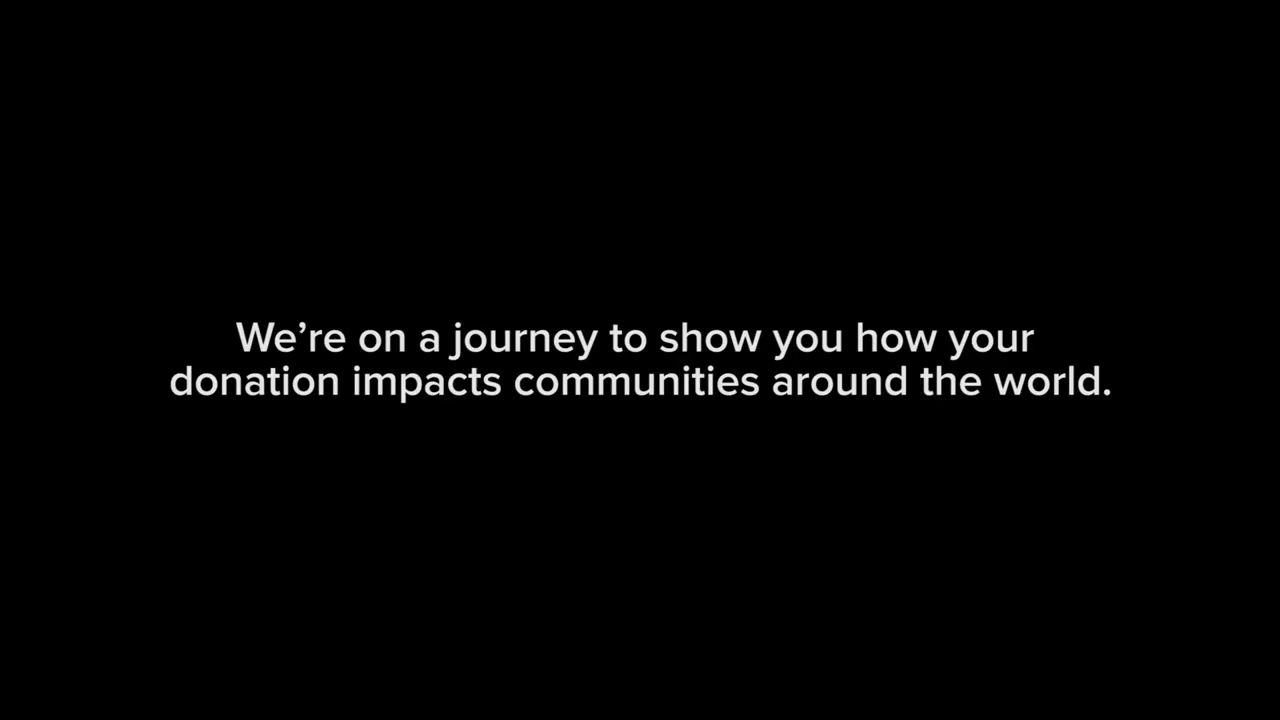 We’re on a journey to show you how your
donation impacts communities around the world.